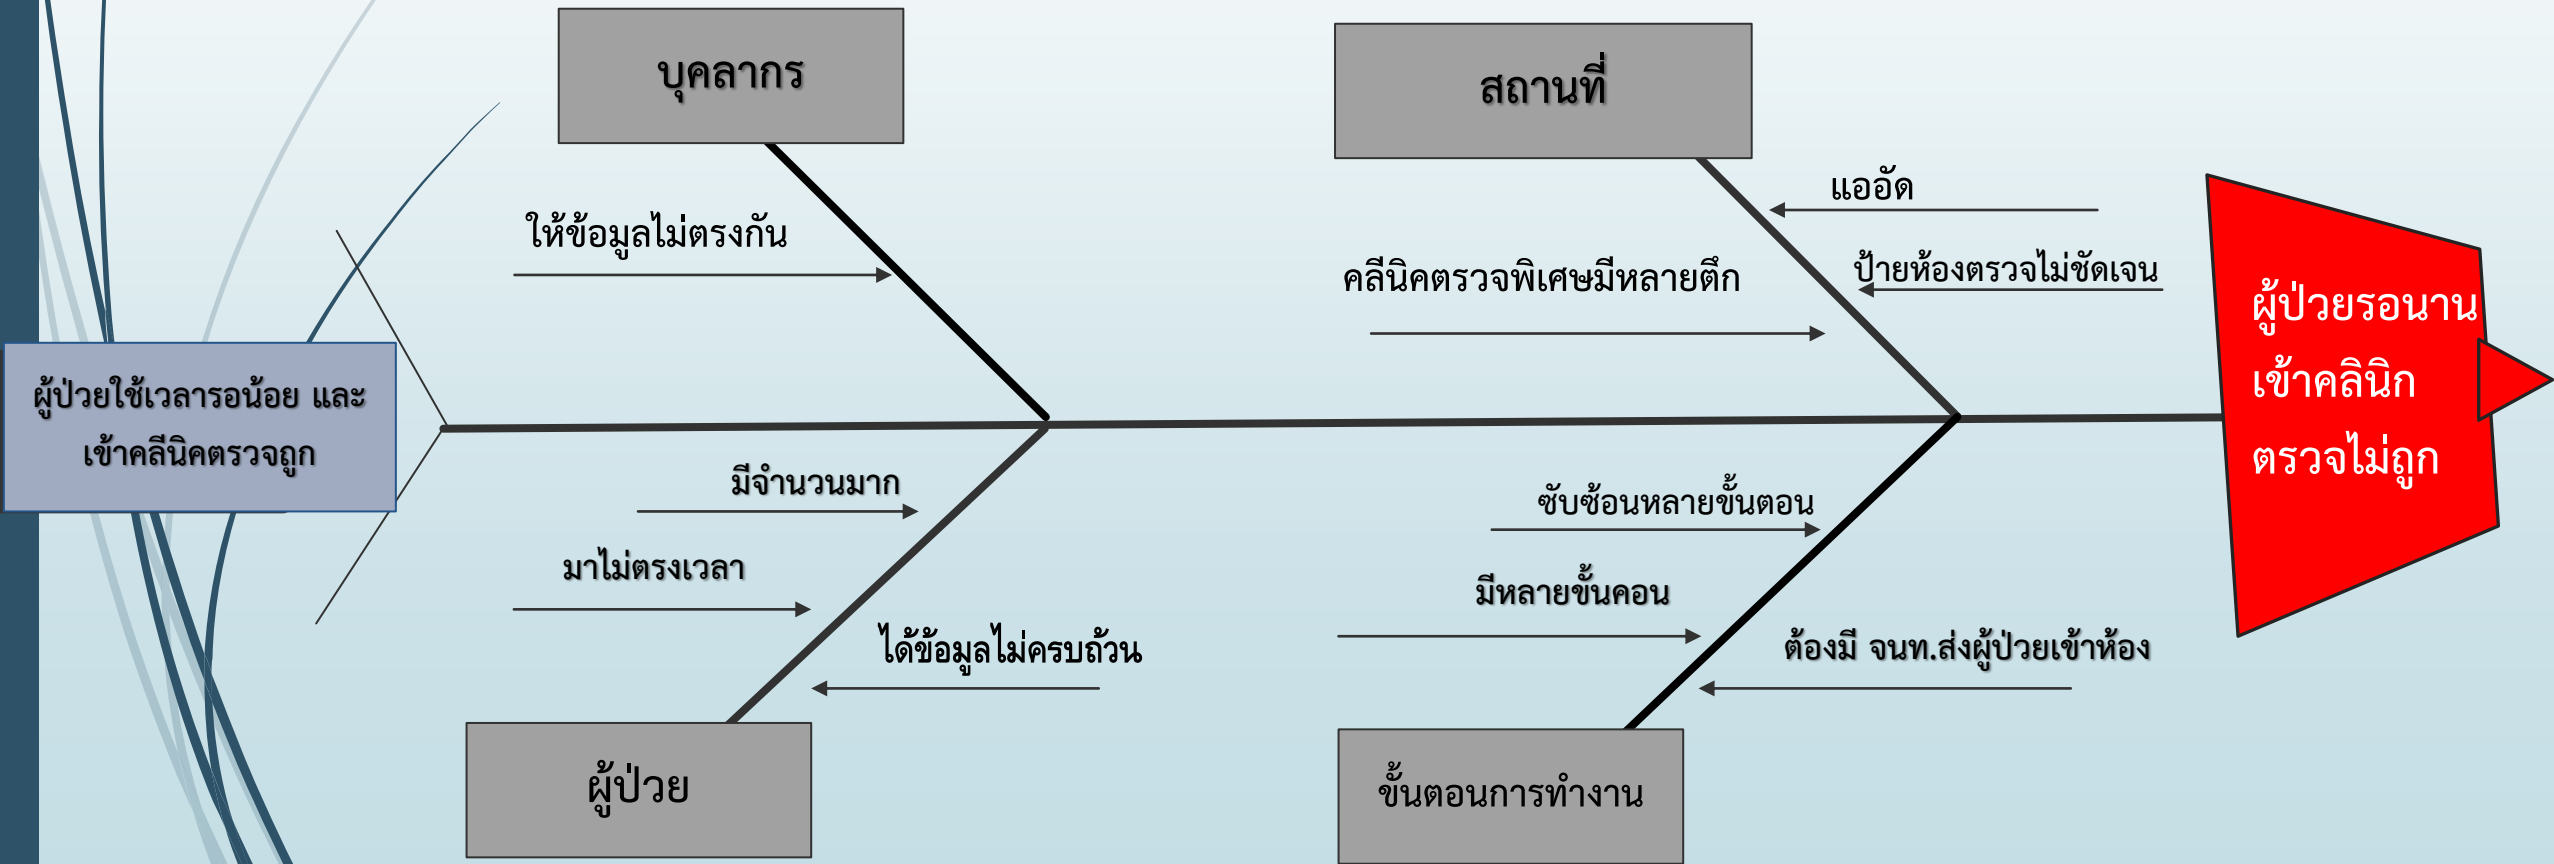 บุคลากร
สถานที่
แออัด
ให้ข้อมูลไม่ตรงกัน
คลีนิคตรวจพิเศษมีหลายตึก
ป้ายห้องตรวจไม่ชัดเจน
ผู้ป่วยรอนาน
เข้าคลินิก
ตรวจไม่ถูก
ผู้ป่วยใช้เวลารอน้อย และ
เข้าคลีนิคตรวจถูก
มีจำนวนมาก
ซับซ้อนหลายขั้นตอน
มาไม่ตรงเวลา
มีหลายขั้นคอน
ได้ข้อมูลไม่ครบถ้วน
ต้องมี จนท.ส่งผู้ป่วยเข้าห้อง
ผู้ป่วย
ขั้นตอนการทำงาน